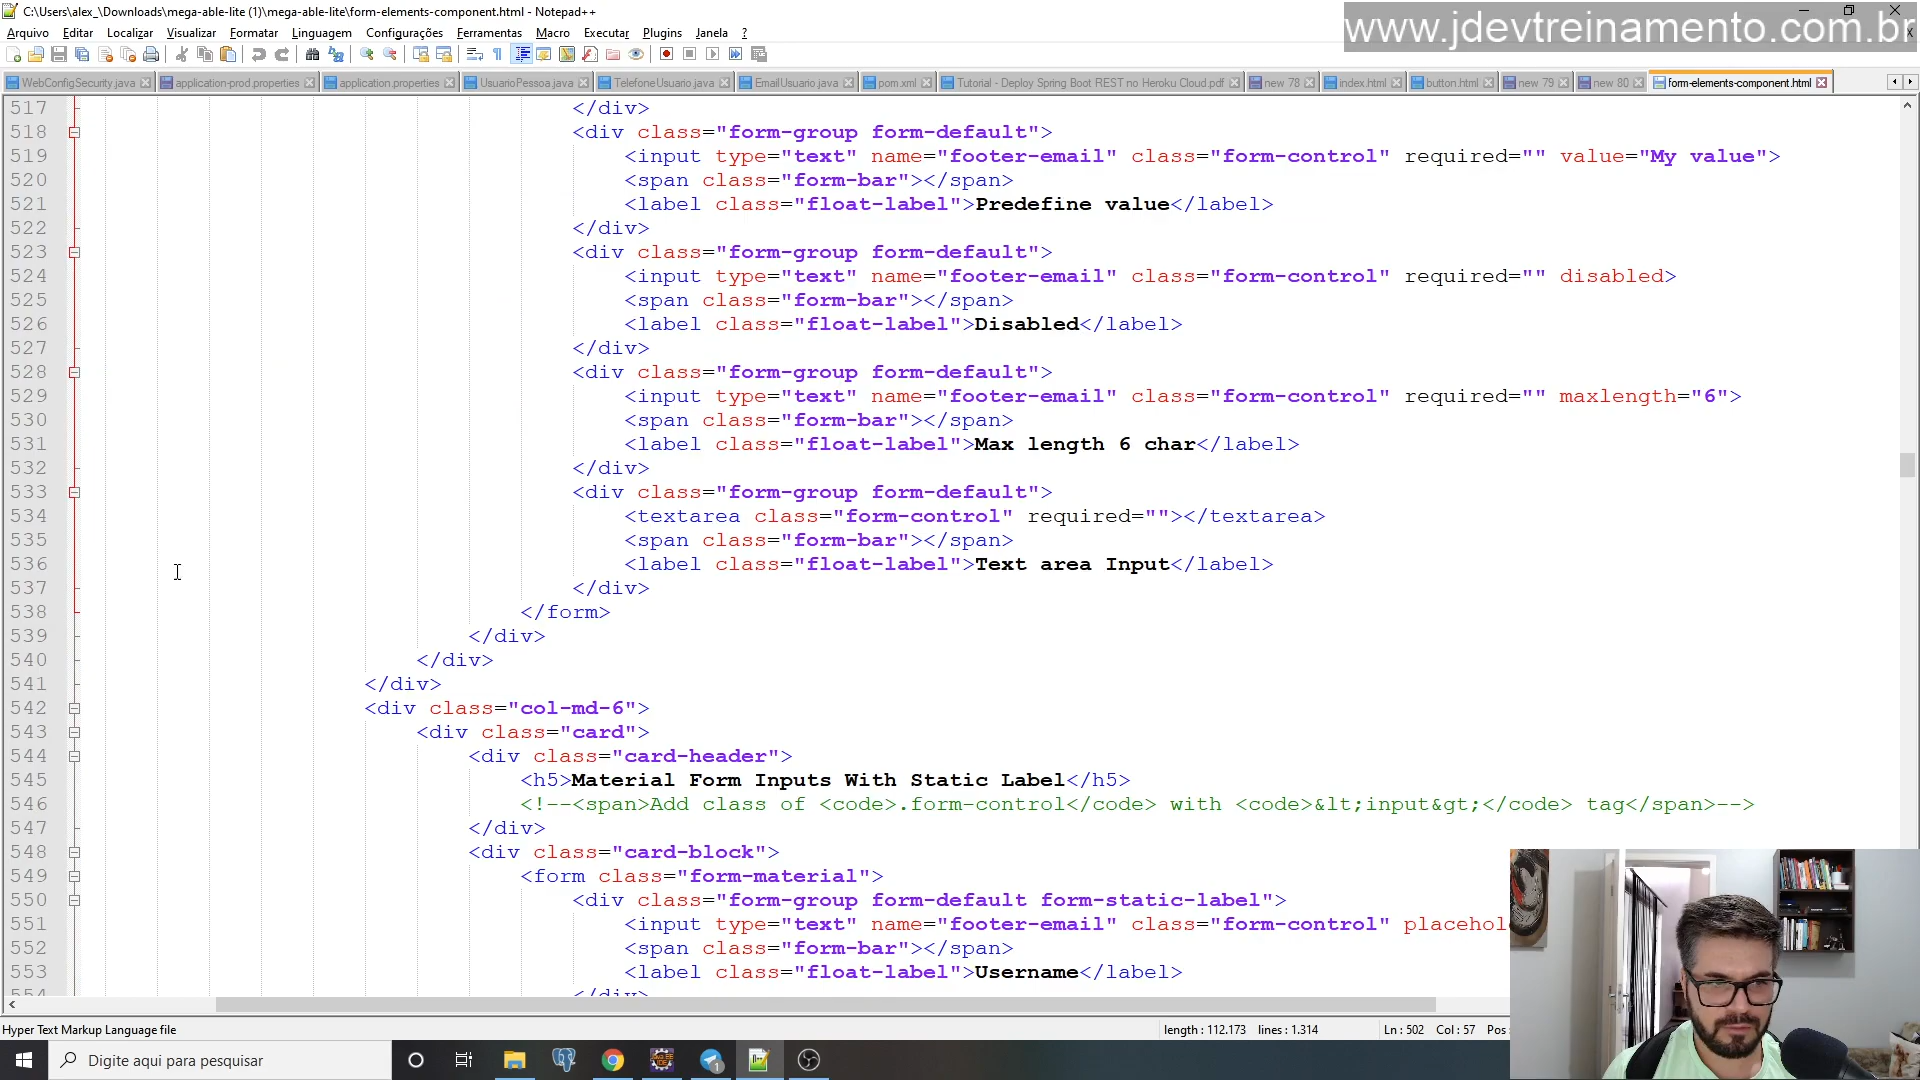 C:\Users\alex_\Downloads\mega-able-lite (1)\mega-able-lite\form-elements-component.html - Notepad++
www.jdevtreinamento.com.br
Arquivo Editar Localizar Visualizar Formatar Linguagem Configurações Ferramentas Macro Executar Plugins Janela ?
WebConfigSecurity.java application-prod.properties application.properties UsuarioPessoa.java TelefoneUsuario.java EmailUsuario.java pom.xml Tutorial - Deploy Spring Boot REST no Heroku Cloud.pdf new 78 index.html button.html new 79 new 80 form-elements-component.html
517 </div>
518 <div class="form-group form-default">
519 <input type="text" name="footer-email" class="form-control" required="" value="My value">
520 <span class="form-bar"></span>
521 <label class="float-label">Predefine value</label>
522 </div>
523 <div class="form-group form-default">
524 <input type="text" name="footer-email" class="form-control" required="" disabled>
525 <span class="form-bar"></span>
526 <label class="float-label">Disabled</label>
527 </div>
528 <div class="form-group form-default">
529 <input type="text" name="footer-email" class="form-control" required="" maxlength="6">
530 <span class="form-bar"></span>
531 <label class="float-label">Max length 6 char</label>
532 </div>
533 <div class="form-group form-default">
534 <textarea class="form-control" required=""></textarea>
535 <span class="form-bar"></span>
536 <label class="float-label">Text area Input</label>
537 </div>
538 </form>
539 </div>
540 </div>
541 </div>
542 <div class="col-md-6">
543 <div class="card">
544 <div class="card-header">
545 <h5>Material Form Inputs With Static Label</h5>
546 <!--<span>Add class of <code>.form-control</code> with <code>&lt;input&gt;</code> tag</span>-->
547 </div>
548 <div class="card-block">
549 <form class="form-material">
550 <div class="form-group form-default form-static-label">
551 <input type="text" name="footer-email" class="form-control" placehol
552 <span class="form-bar"></span>
553 <label class="float-label">Username</label>
554 </div>
Hyper Text Markup Language file length : 112.173 lines : 1.314 Ln : 502 Col : 57 Pos
Digite aqui para pesquisar